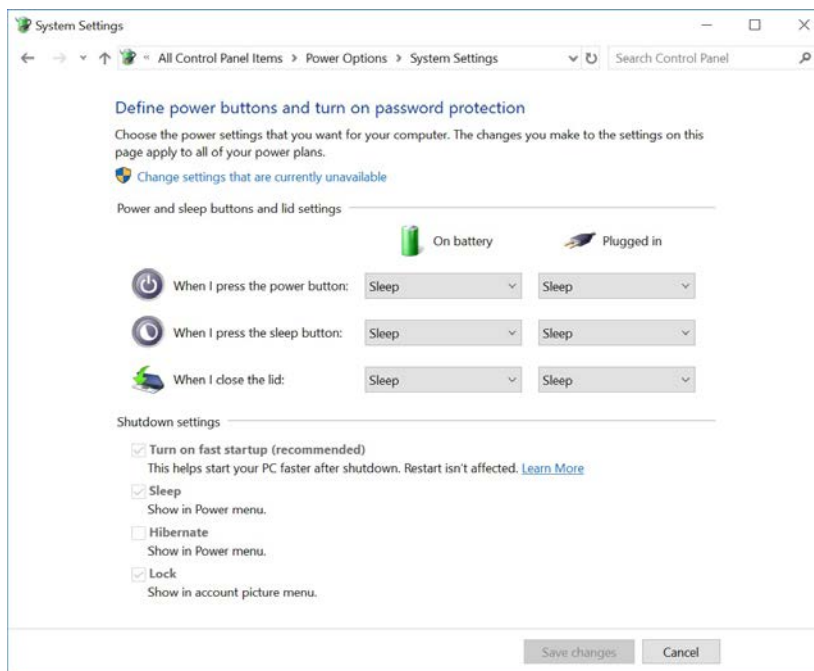 System Settings
« All Control Panel Items > Power Options > System Settings
Search Control Panel
Define power buttons and turn on password protection
Choose the power settings that you want for your computer. The changes you make to the settings on this
page apply to all of your power plans.
Change settings that are currently unavailable
Power and sleep buttons and lid settings
On battery Plugged in
When I press the power button: Sleep Sleep
When I press the sleep button: Sleep Sleep
When I close the lid: Sleep Sleep
Shutdown settings
Turn on fast startup (recommended)
This helps start your PC faster after shutdown. Restart isn't affected. Learn More
Sleep
Show in Power menu.
Hibernate
Show in Power menu.
Lock
Show in account picture menu.
Save changes Cancel